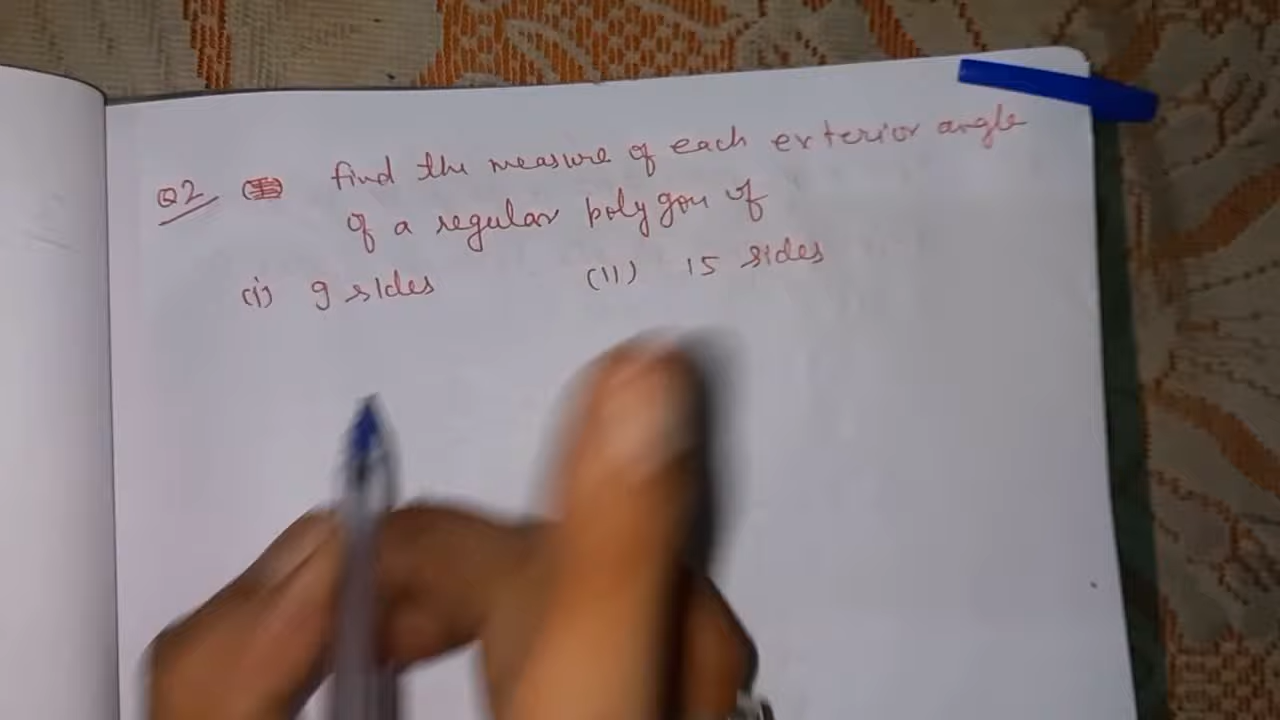 Q2 find the measure of each exterior angle
of a regular polygon of
(i) 9 sides (II) 15 sides